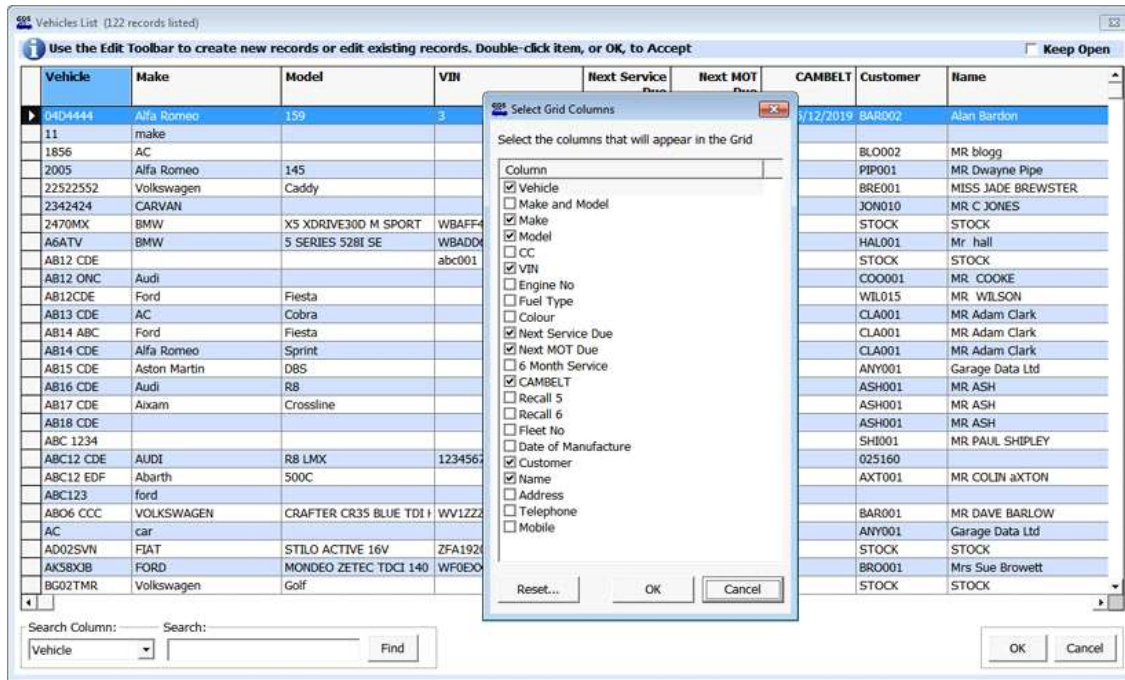 GDS Vehicles List (122 records listed)
Use the Edit Toolbar to create new records or edit existing records. Double-click item, or OK, to Accept Keep Open
Vehicle Make Model VIN Next Service Due Next MOT Due CAMBELT Customer Name
04D4444 Alfa Romeo 159 3 /12/2019 BAR002 Alan Bardon
11 make
1856 AC BLO002 MR blogg
2005 Alfa Romeo 145 PIP001 MR Dwayne Pipe
22522552 Volkswagen Caddy BRE001 MISS JADE BREWSTER
2342424 CARVAN JON010 MR C JONES
2470MX BMW X5 XDRIVE30D M SPORT WBAFF4 STOCK STOCK
A6ATV BMW 5 SERIES 528I SE WBADD6 HAL001 Mr hall
AB12 CDE abc001 STOCK STOCK
AB12 ONC Audi COO001 MR COOKE
AB12CDE Ford Fiesta WIL015 MR WILSON
AB13 CDE AC Cobra CLA001 MR Adam Clark
AB14 ABC Ford Fiesta CLA001 MR Adam Clark
AB14 CDE Alfa Romeo Sprint CLA001 MR Adam Clark
AB15 CDE Aston Martin DBS ANY001 Garage Data Ltd
AB16 CDE Audi R8 ASH001 MR ASH
AB17 CDE Aixam Crossline ASH001 MR ASH
AB18 CDE ASH001 MR ASH
ABC 1234 SHI001 MR PAUL SHIPLEY
ABC12 CDE AUDI R8 LMX 1234567 025160
ABC12 EDF Abarth 500C AXT001 MR COLIN aXTON
ABC123 ford
ABO6 CCC VOLKSWAGEN CRAFTER CR35 BLUE TDI WV1ZZZ BAR001 MR DAVE BARLOW
AC car ANY001 Garage Data Ltd
AD02SVN FIAT STILO ACTIVE 16V ZFA192 STOCK STOCK
AK58XJB FORD MONDEO ZETEC TDCI 140 WF0EX BRO001 Mrs Sue Browett
BG02TMR Volkswagen Golf STOCK STOCK
GDS Select Grid Columns
Select the columns that will appear in the Grid
Column
Vehicle
Make and Model
Make
Model
CC
VIN
Engine No
Fuel Type
Colour
Next Service Due
Next MOT Due
6 Month Service
CAMBELT
Recall 5
Recall 6
Fleet No
Date of Manufacture
Customer
Name
Address
Telephone
Mobile
Reset... OK Cancel
Search Column: Search:
Vehicle Find OK Cancel